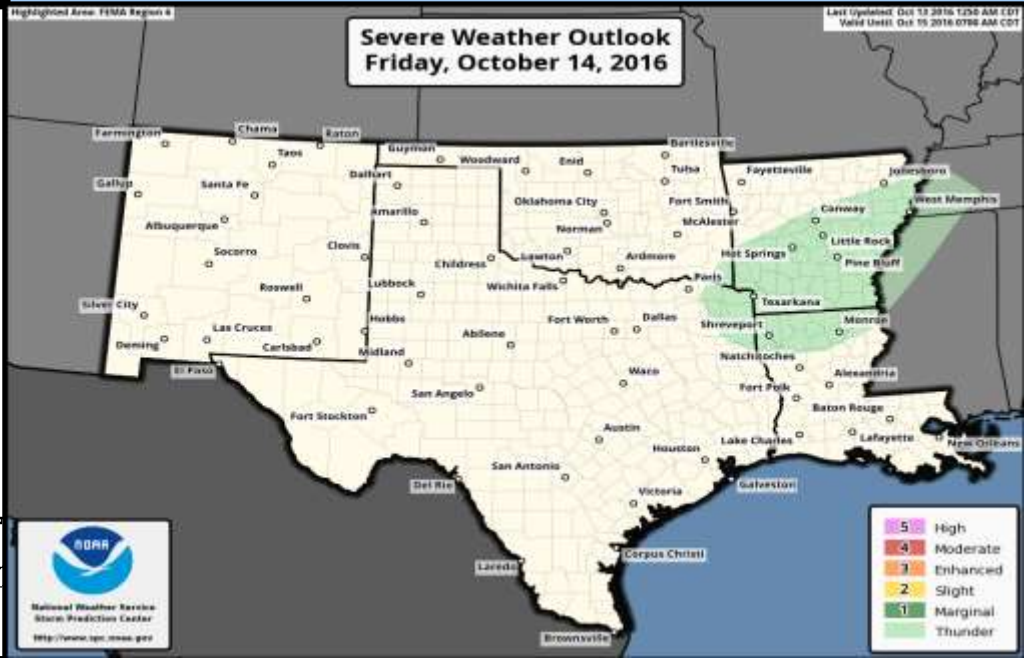 Highlighted Area: FEMA Region 6
Last Updated: Oct 13 2016 1250 AM CDT
Valid Until: Oct 15 2016 0700 AM CDT
Severe Weather Outlook
Friday, October 14, 2016
Farmington
Chama
Raton
Taos
Guymon
Woodward
Enid
Bartlesville
Tulsa
Fayetteville
Jonesboro
Gallup
Santa Fe
Dalhart
Amarillo
Oklahoma City
Norman
Fort Smith
McAlester
Conway
West Memphis
Albuquerque
Socorro
Clovis
Childress
Lawton
Ardmore
Hot Springs
Little Rock
Pine Bluff
Roswell
Lubbock
Wichita Falls
Paris
Texarkana
Silver City
Las Cruces
Hobbs
Abilene
Fort Worth
Dallas
Shreveport
Monroe
Deming
Carlsbad
Midland
Natchitoches
El Paso
San Angelo
Waco
Fort Polk
Alexandria
Fort Stockton
Austin
Houston
Lake Charles
Baton Rouge
Lafayette
New Orleans
Del Rio
San Antonio
Victoria
Galveston
Laredo
Corpus Christi
Brownsville
NOAA
National Weather Service
Storm Prediction Center
http://www.spc.noaa.gov
5 High
4 Moderate
3 Enhanced
2 Slight
1 Marginal
Thunder